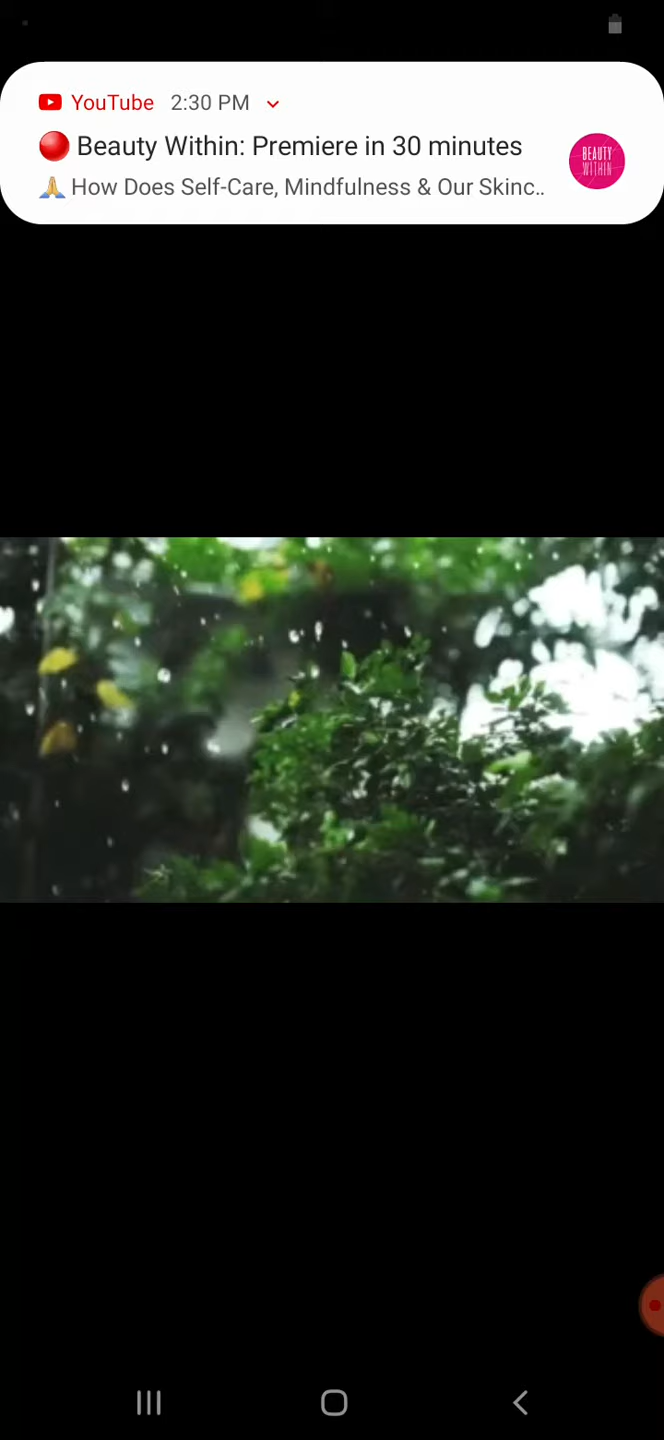 YouTube 2:30 PM
Beauty Within: Premiere in 30 minutes
How Does Self-Care, Mindfulness & Our Skinc..
BEAUTY
WITHIN